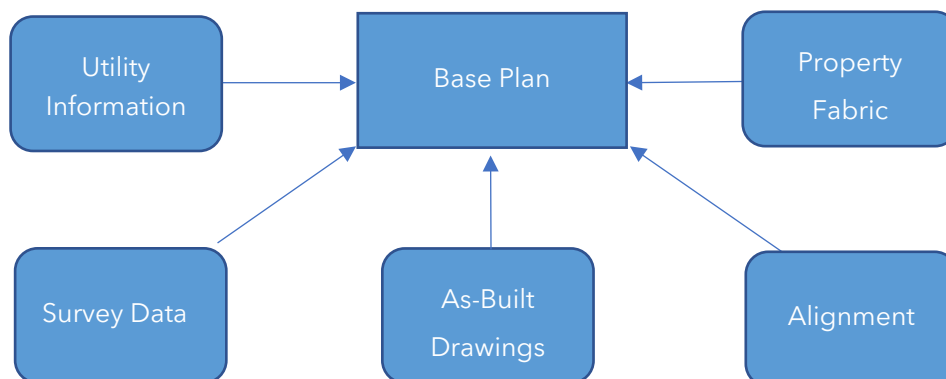 Utility
Information
Base Plan
Property
Fabric
Survey Data
As-Built
Drawings
Alignment